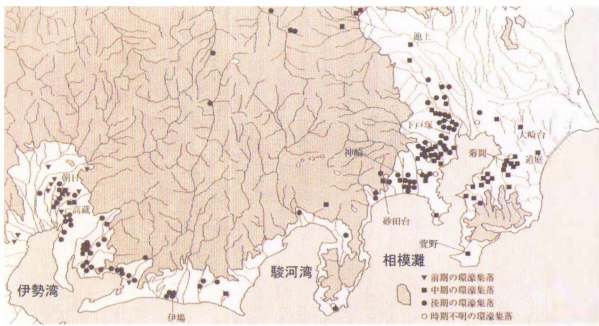 池上
下戸塚
大崎台
神崎
菊間
道庭
朝日
高蔵
砂田台
菅野
相模灘
駿河湾
伊勢湾
伊場
▼ 前期の環濠集落
■ 中期の環濠集落
● 後期の環濠集落
○ 時期不明の環濠集落